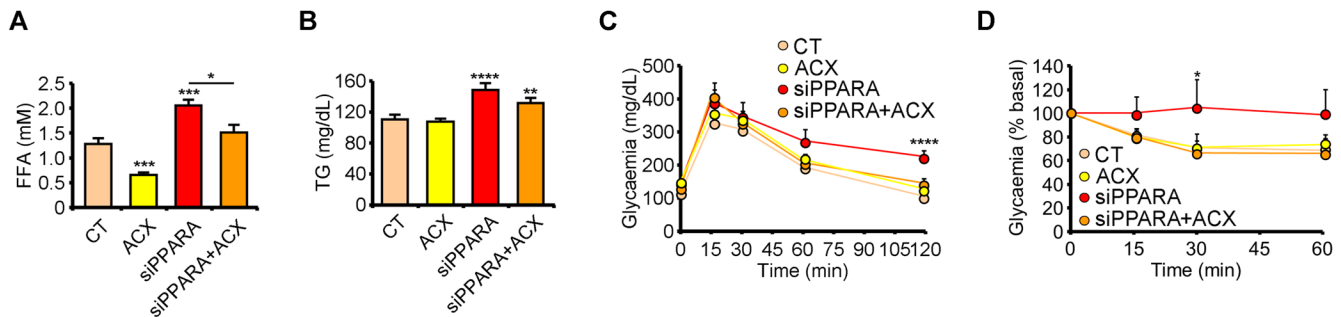 A
FFA (mM)
2.5
2.0
1.5
1.0
0.5
0.0
***
***
*
CT
ACX
siPPARA
siPPARA+ACX
B
TG (mg/dL)
160
120
80
40
0
****
**
CT
ACX
siPPARA
siPPARA+ACX
C
CT
ACX
siPPARA
siPPARA+ACX
Glycaemia (mg/dL)
500
400
300
200
100
0
****
0 15 30 45 60 75 90 105 120
Time (min)
D
Glycaemia (% basal)
140
120
100
80
60
40
20
0
*
CT
ACX
siPPARA
siPPARA+ACX
0 15 30 45 60
Time (min)